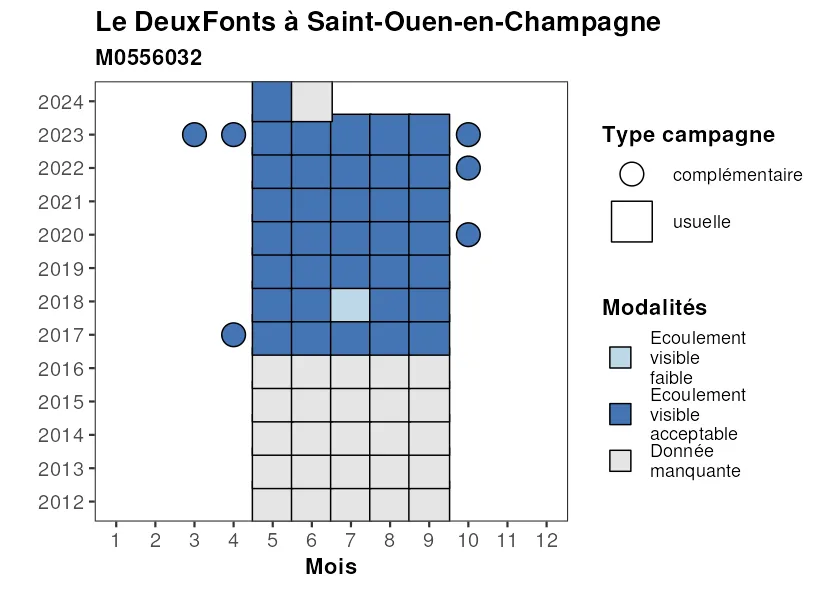 Le DeuxFonts à Saint-Ouen-en-Champagne
M0556032
2024
2023
2022
2021
2020
2019
2018
2017
2016
2015
2014
2013
2012
1 2 3 4 5 6 7 8 9 10 11 12
Mois
Type campagne
complémentaire
usuelle
Modalités
Ecoulement
visible
faible
Ecoulement
visible
acceptable
Donnée
manquante